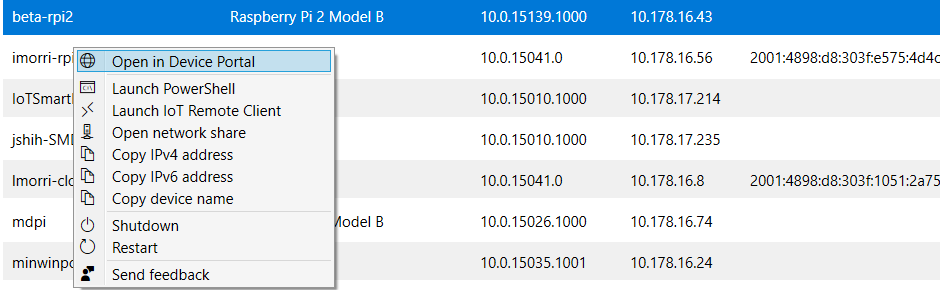 beta-rpi2 Raspberry Pi 2 Model B 10.0.15139.1000 10.178.16.43
imorri-rpi 10.0.15041.0 10.178.16.56 2001:4898:d8:303f:e575:4d4c
Open in Device Portal
Launch PowerShell
IoTSmartl 10.0.15010.1000 10.178.17.214
Launch IoT Remote Client
Open network share
jshih-SMI 10.0.15010.1000 10.178.17.235
Copy IPv4 address
Copy IPv6 address
lmorri-clo 10.0.15041.0 10.178.16.8 2001:4898:d8:303f:1051:2a75
Copy device name
mdpi Model B 10.0.15026.1000 10.178.16.74
Shutdown
Restart
minwinpc 10.0.15035.1001 10.178.16.24
Send feedback